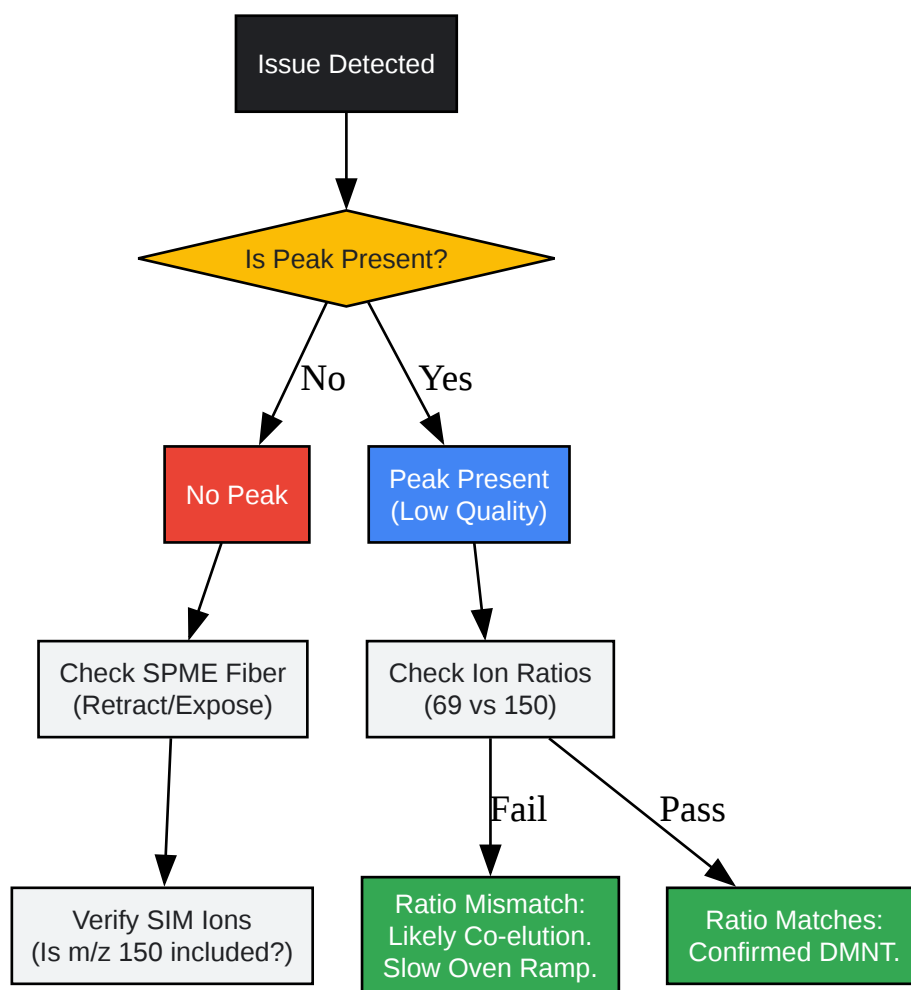 Issue Detected
Is Peak Present?
No
Yes
No Peak
Peak Present
(Low Quality)
Check SPME Fiber
(Retract/Expose)
Check Ion Ratios
(69 vs 150)
Fail
Pass
Verify SIM Ions
(Is m/z 150 included?)
Ratio Mismatch:
Likely Co-elution.
Slow Oven Ramp.
Ratio Matches:
Confirmed DMNT.